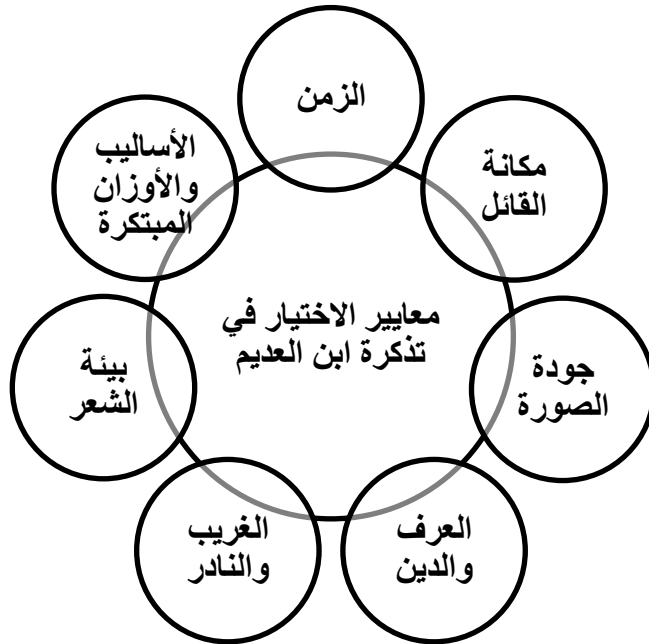 الزمن
مكانة
القائل
جودة
الصورة
العرف
والدين
الغريب
والنادر
بيئة
الشعر
الأساليب
والأوزان
المبتكرة
معايير الاختيار في
تذكرة ابن العديم